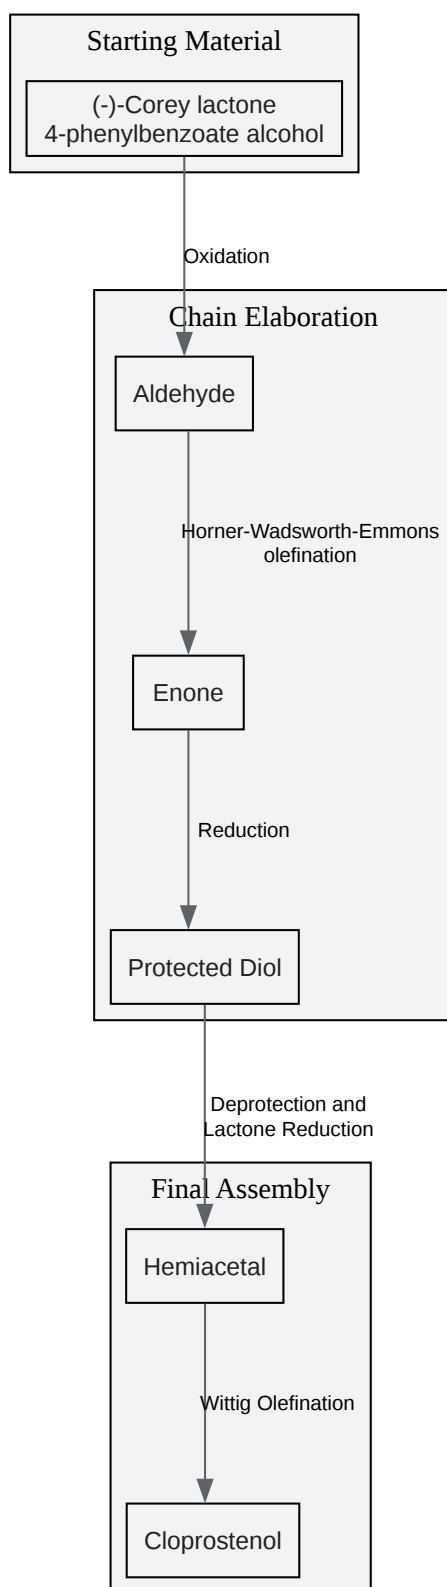 Starting Material
(-)-Corey lactone
4-phenylbenzoate alcohol
Oxidation
Chain Elaboration
Aldehyde
Horner-Wadsworth-Emmons
olefination
Enone
Reduction
Protected Diol
Deprotection and
Lactone Reduction
Final Assembly
Hemiacetal
Wittig Olefination
Cloprostenol